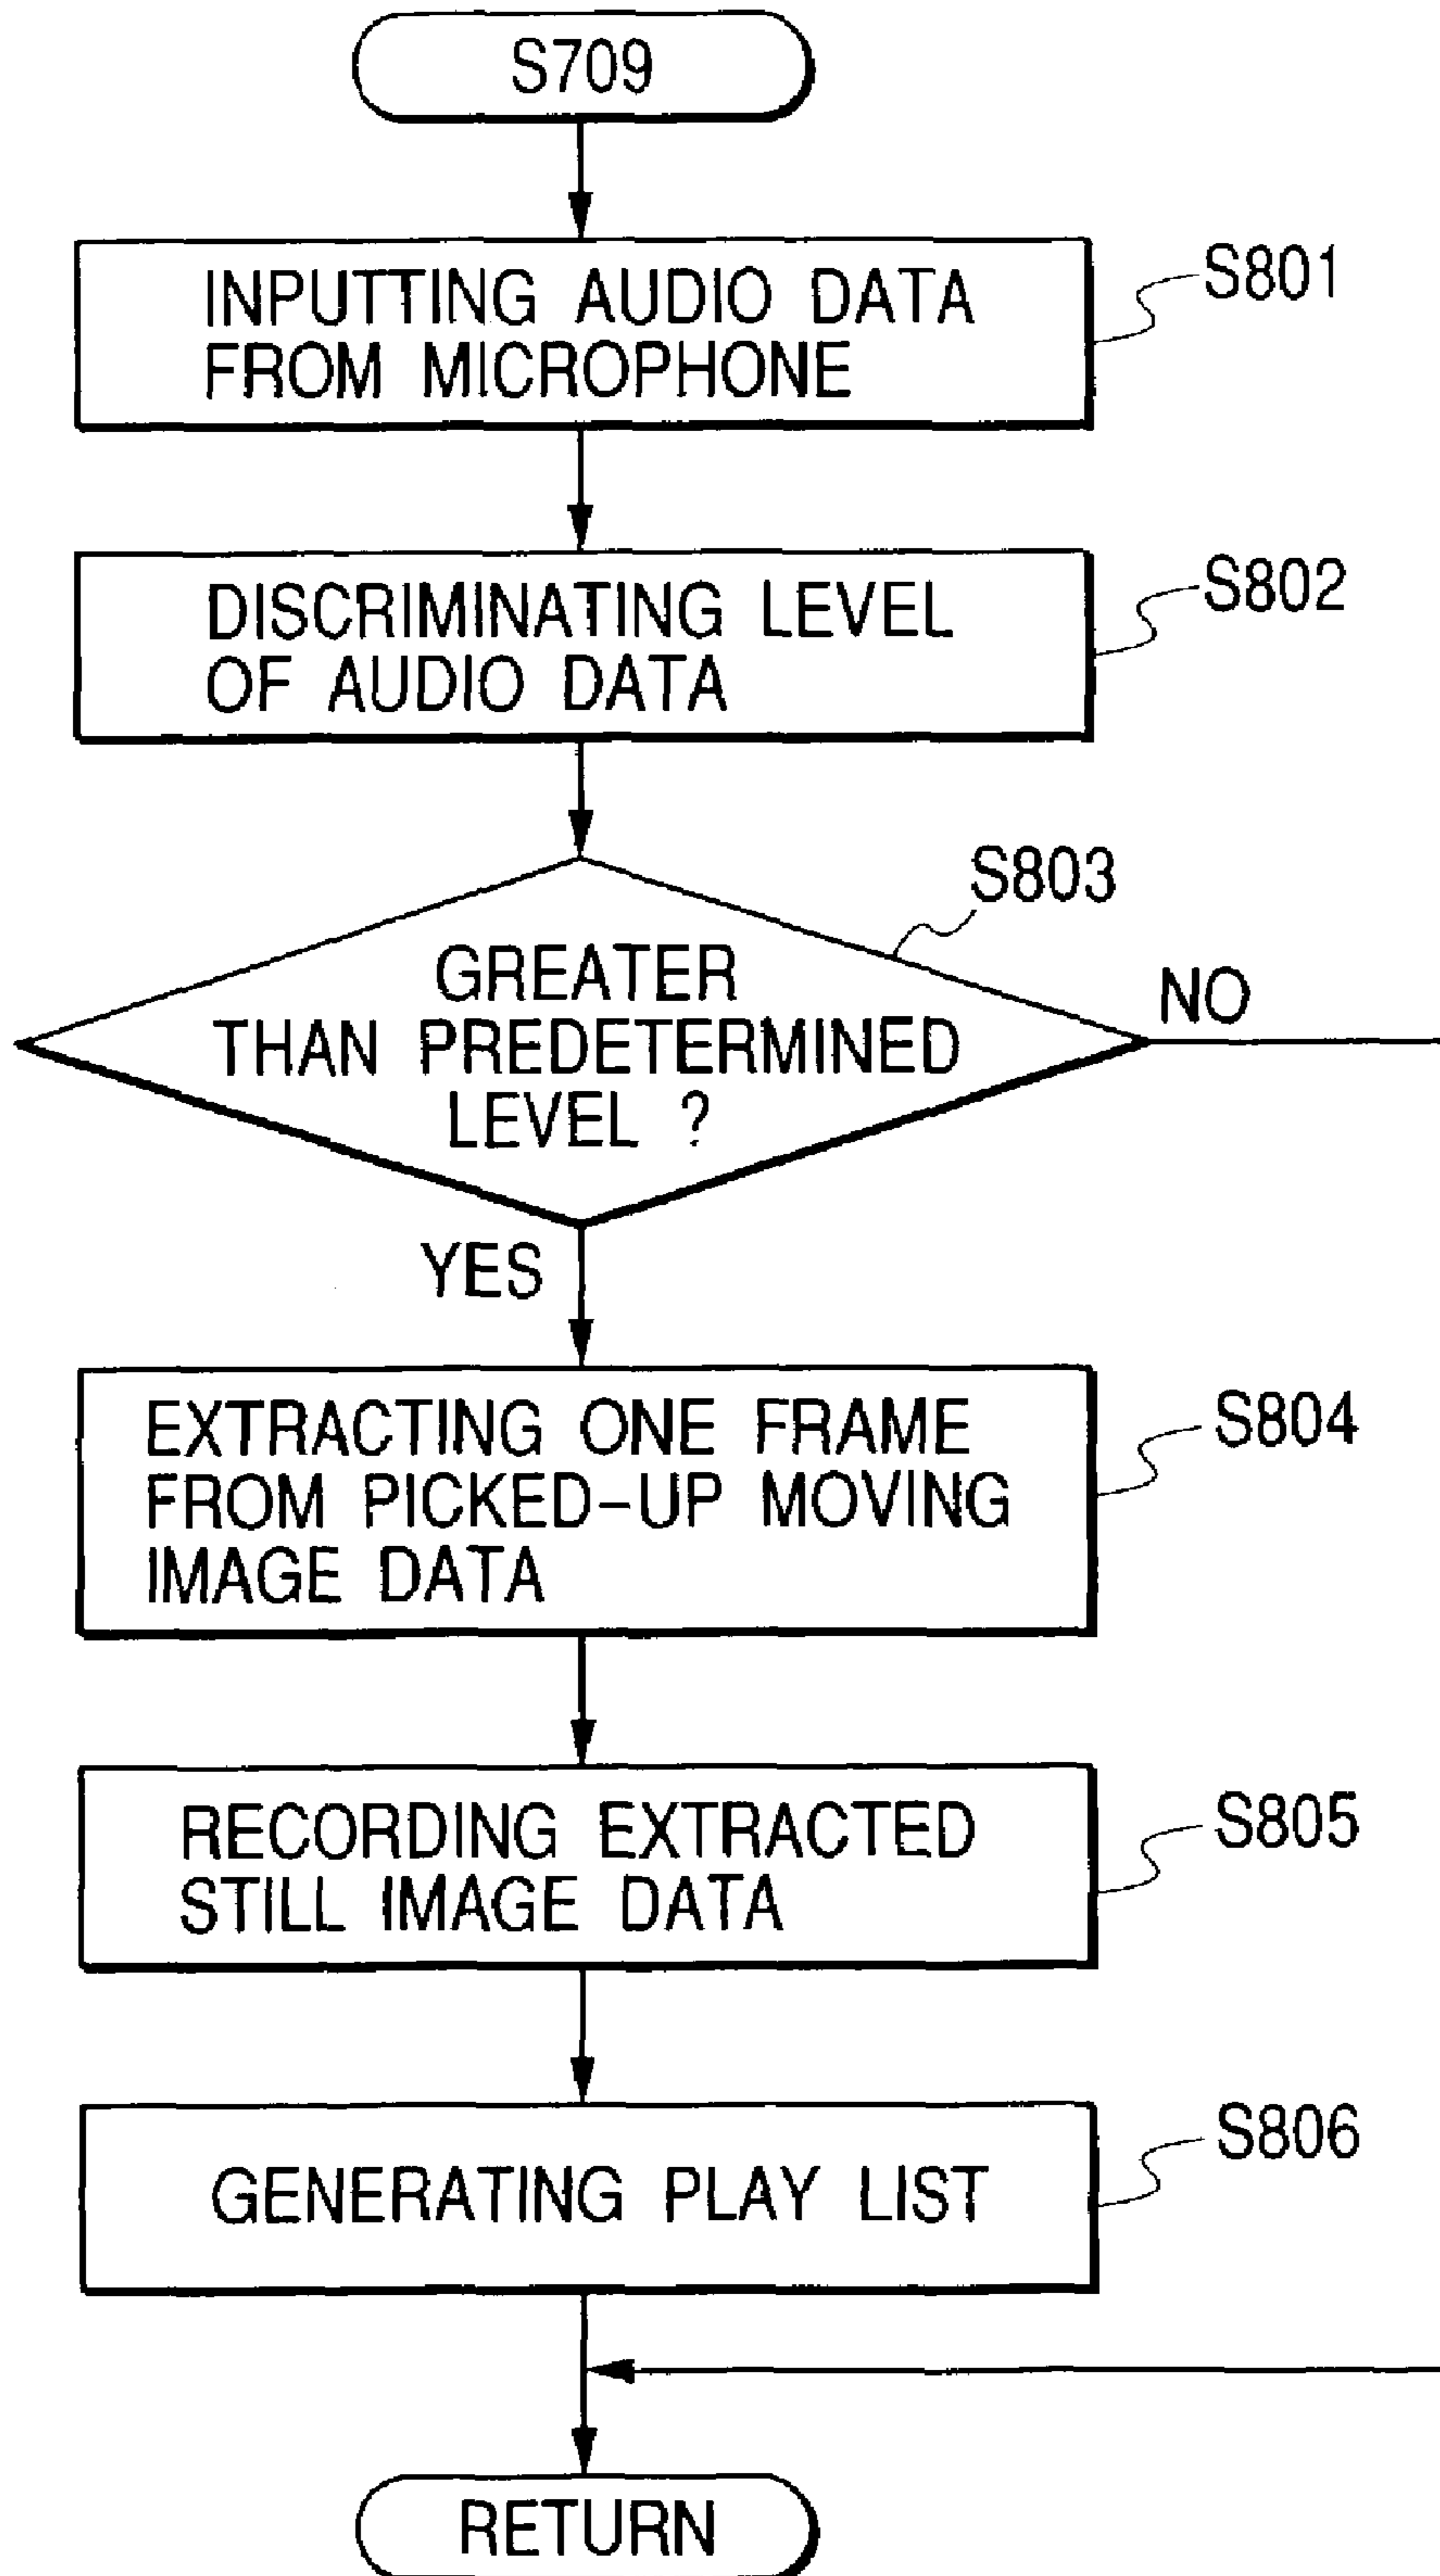 S709
INPUTTING AUDIO DATA
FROM MICROPHONE
S801
DISCRIMINATING LEVEL
OF AUDIO DATA
S802
S803
GREATER
THAN PREDETERMINED
LEVEL ?
NO
YES
EXTRACTING ONE FRAME
FROM PICKED-UP MOVING
IMAGE DATA
S804
RECORDING EXTRACTED
STILL IMAGE DATA
S805
GENERATING PLAY LIST
S806
RETURN